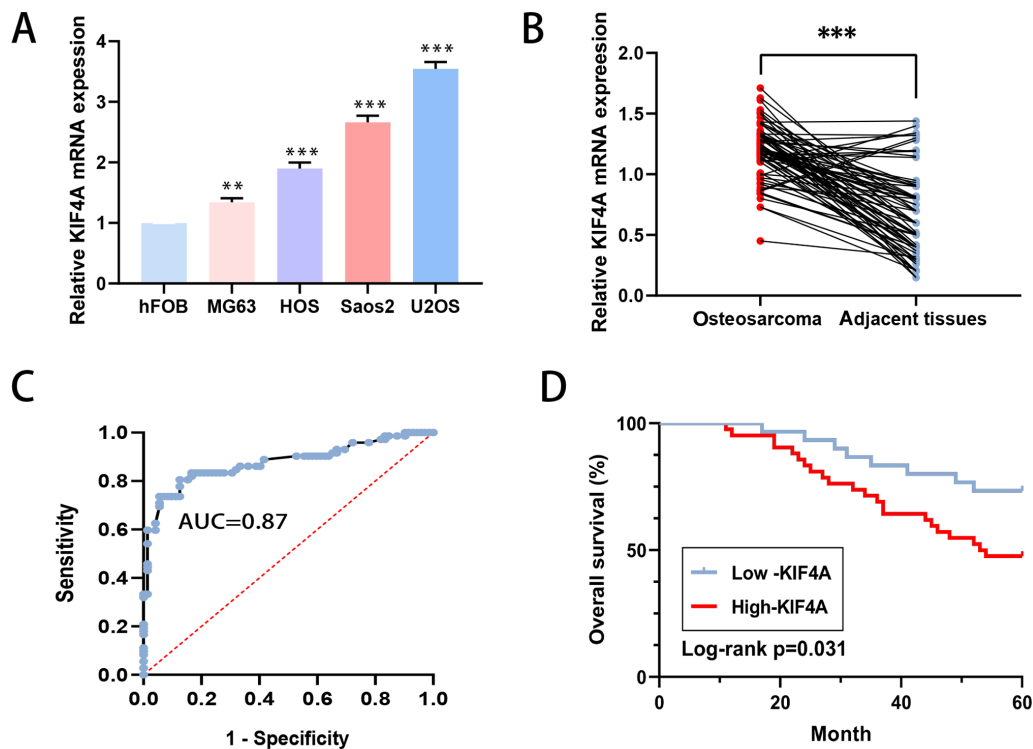 A
Relative KIF4A mRNA expession
4
3
2
1
0
**
***
***
***
hFOB MG63 HOS Saos2 U2OS
B
Relative KIF4A mRNA expreesion
2.0
1.5
1.0
0.5
0.0
***
Osteosarcoma Adjacent tissues
C
Sensitivity
1.0
0.8
0.6
0.4
0.2
0.0
AUC=0.87
0.0 0.2 0.4 0.6 0.8 1.0
1 - Specificity
D
Overall survival (%)
100
50
0
Low -KIF4A
High-KIF4A
Log-rank p=0.031
20 40 60
Month